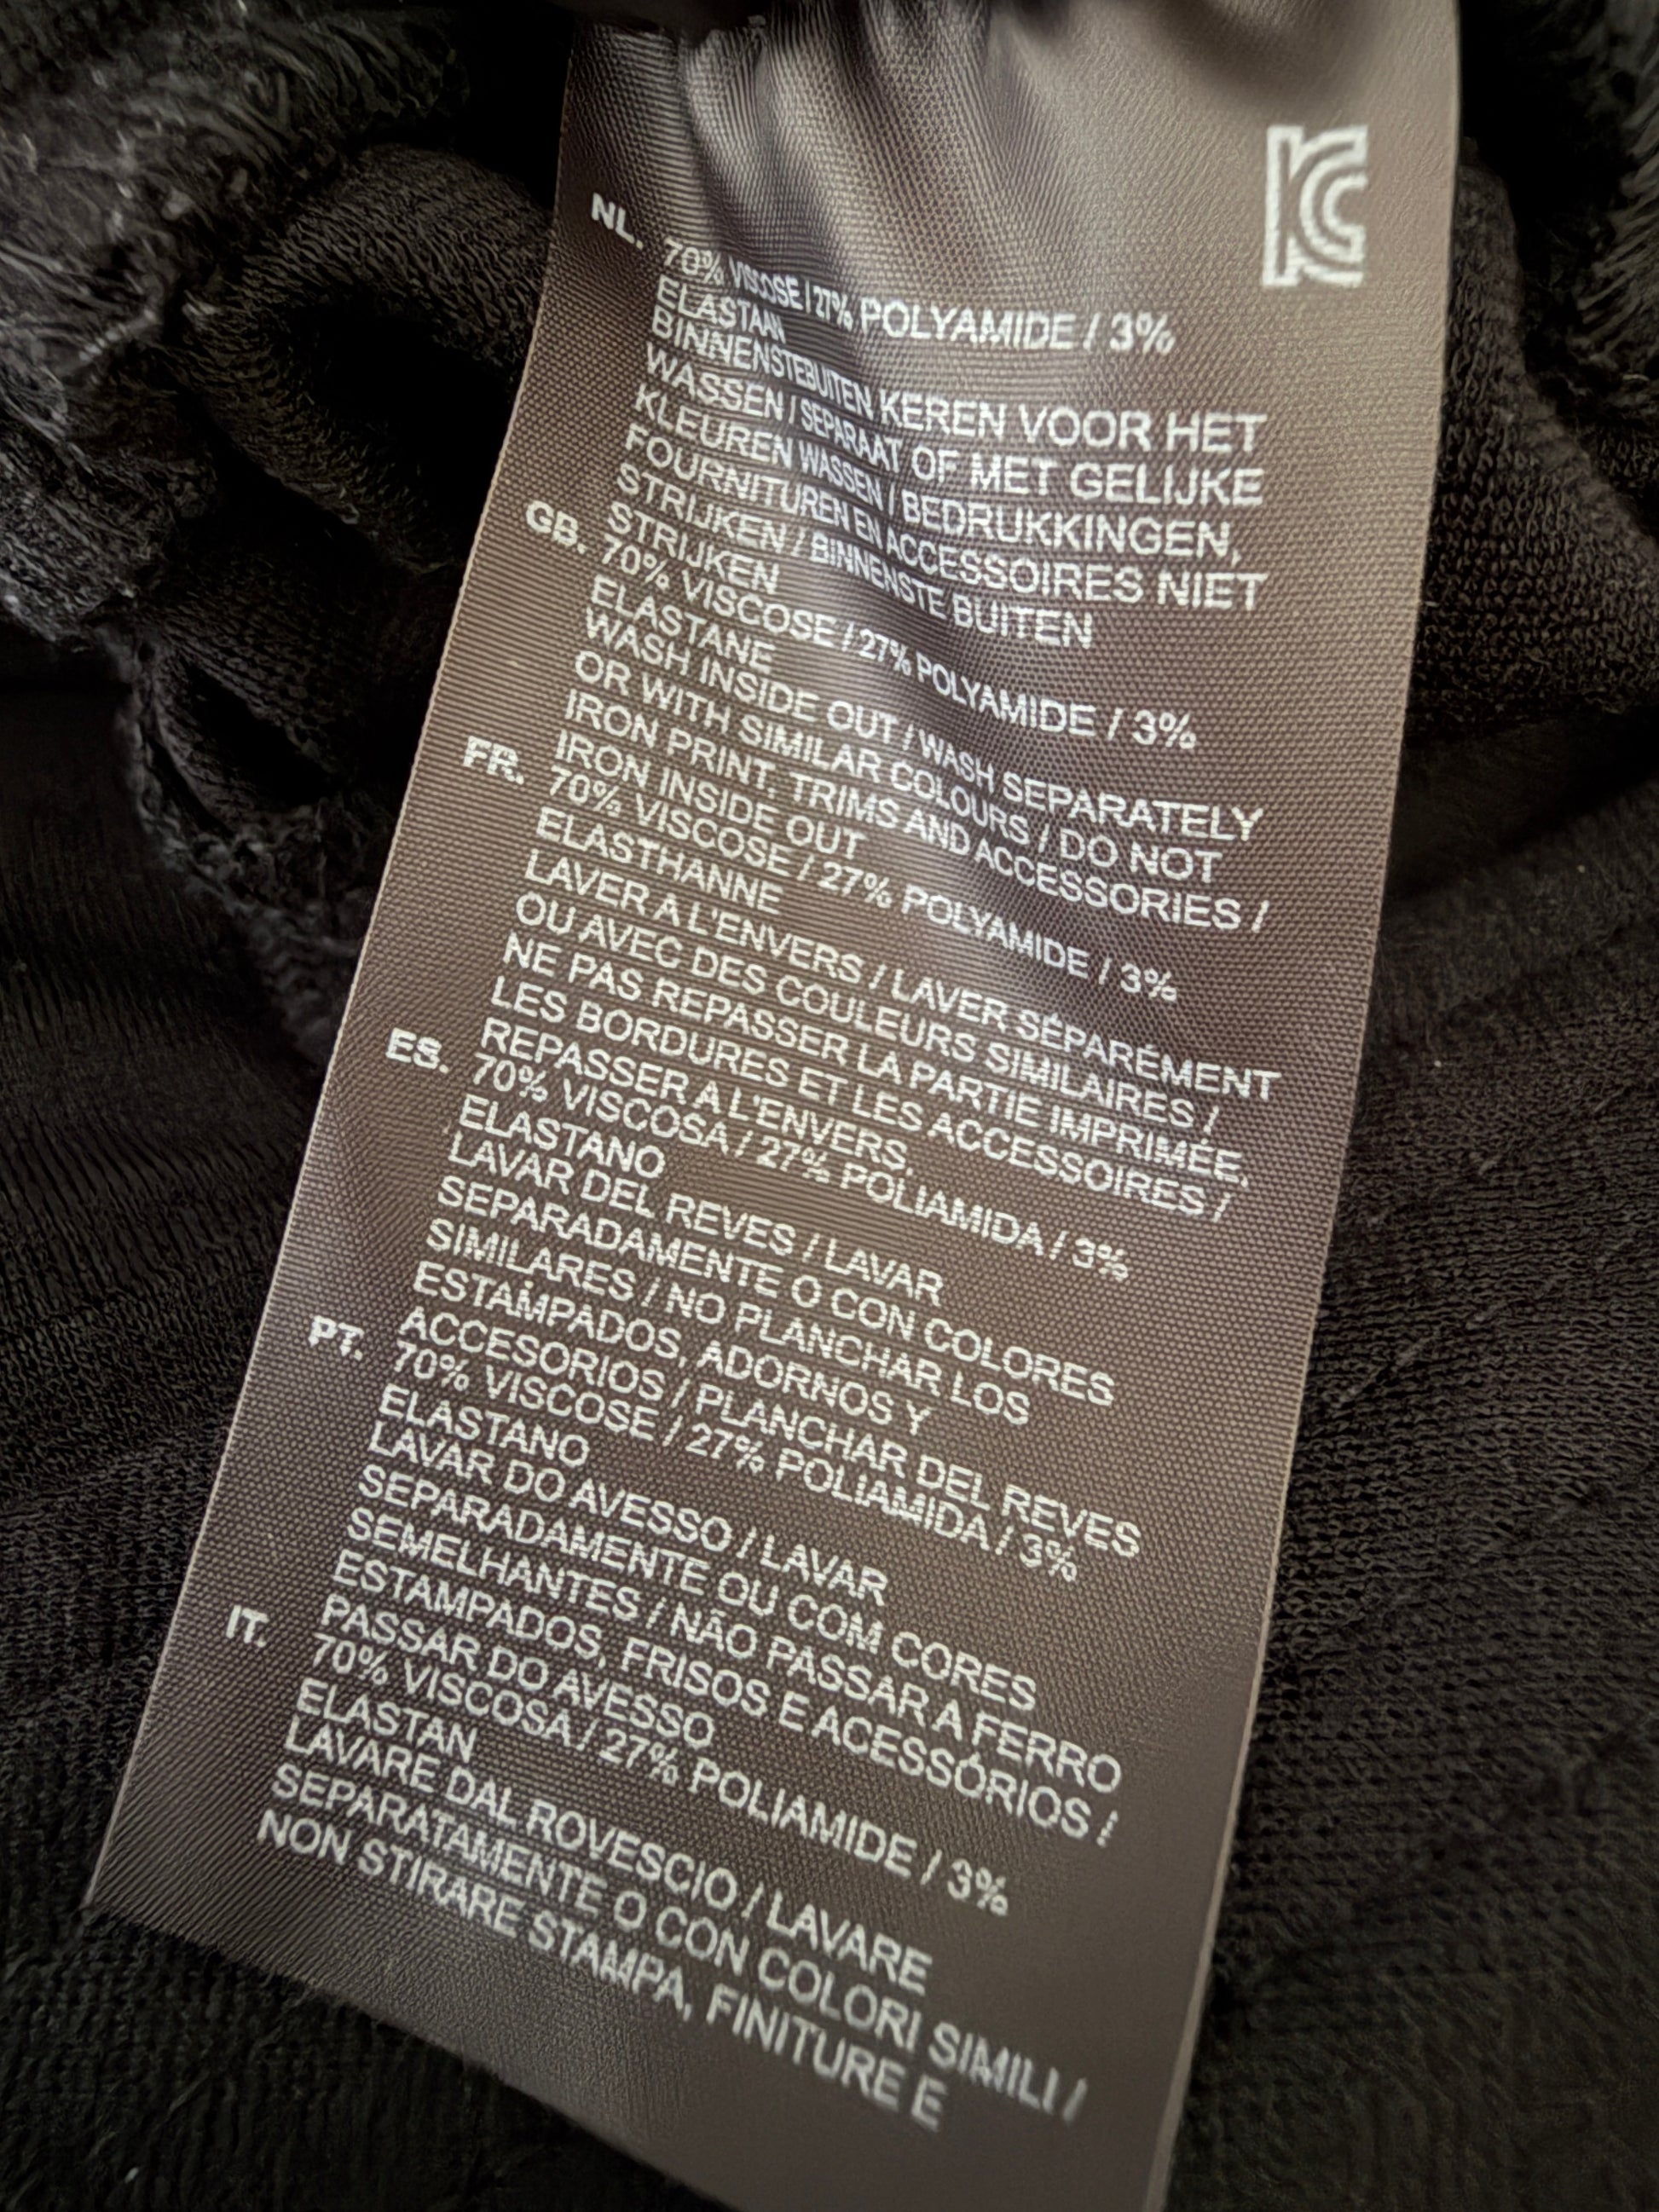 KC
NL. 70% VISCOSE / 27% POLYAMIDE / 3%
ELASTAAN
BINNENSTEBUITEN KEREN VOOR HET
WASSEN / SEPARAAT OF MET GELIJKE
KLEUREN WASSEN / BEDRUKKINGEN,
FOURNITUREN EN ACCESSOIRES NIET
STRIJKEN / BINNENSTE BUITEN
STRIJKEN
GB. 70% VISCOSE / 27% POLYAMIDE / 3%
ELASTANE
WASH INSIDE OUT / WASH SEPARATELY
OR WITH SIMILAR COLOURS / DO NOT
IRON PRINT, TRIMS AND ACCESSORIES /
IRON INSIDE OUT
FR. 70% VISCOSE / 27% POLYAMIDE / 3%
ELASTHANNE
LAVER A L'ENVERS / LAVER SÉPARÉMENT
OU AVEC DES COULEURS SIMILAIRES /
NE PAS REPASSER LA PARTIE IMPRIMÉE,
LES BORDURES ET LES ACCESSOIRES /
REPASSER A L'ENVERS.
ES. 70% VISCOSA / 27% POLIAMIDA / 3%
ELASTANO
LAVAR DEL REVES / LAVAR
SEPARADAMENTE O CON COLORES
SIMILARES / NO PLANCHAR LOS
ESTAMPADOS, ADORNOS Y
ACCESORIOS / PLANCHAR DEL REVES
PT. 70% VISCOSE / 27% POLIAMIDA / 3%
ELASTANO
LAVAR DO AVESSO / LAVAR
SEPARADAMENTE OU COM CORES
SEMELHANTES / NÃO PASSAR A FERRO
ESTAMPADOS, FRISOS E ACESSÓRIOS /
PASSAR DO AVESSO
IT. 70% VISCOSA / 27% POLIAMIDE / 3%
ELASTAN
LAVARE DAL ROVESCIO / LAVARE
SEPARATAMENTE O CON COLORI SIMILI /
NON STIRARE STAMPA, FINITURE E